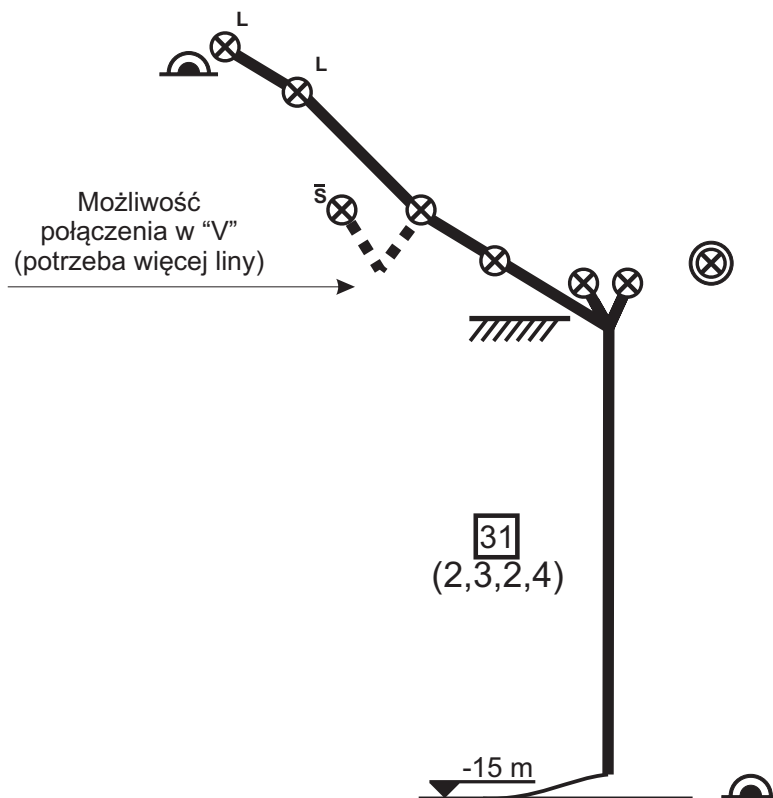 L
L
S̄
Możliwość
połączenia w “V”
(potrzeba więcej liny)
31
(2,3,2,4)
-15 m